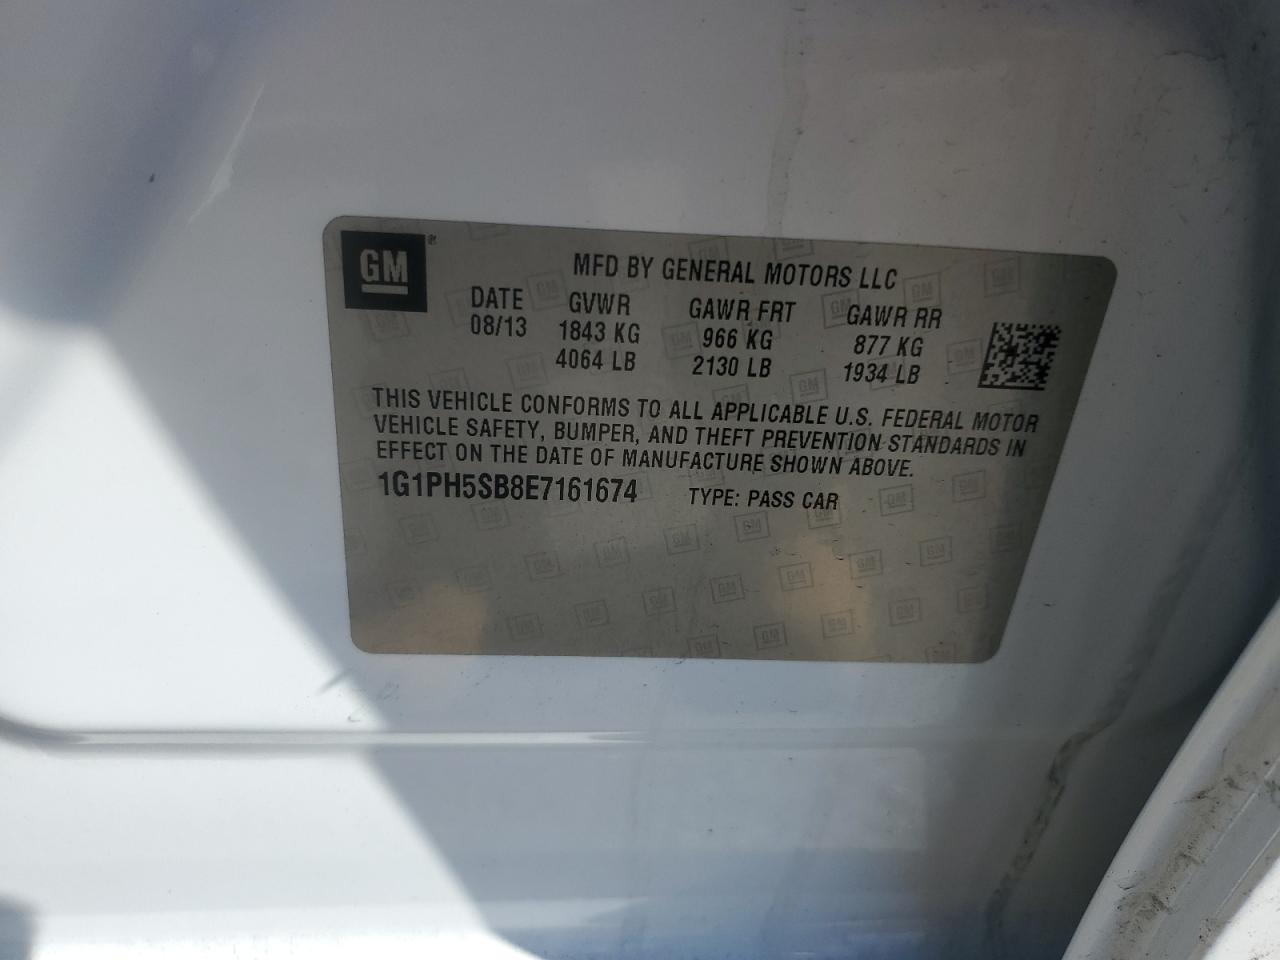 GM
MFD BY GENERAL MOTORS LLC
DATE GVWR GAWR FRT GAWR RR
08/13 1843 KG 966 KG 877 KG
4064 LB 2130 LB 1934 LB
THIS VEHICLE CONFORMS TO ALL APPLICABLE U.S. FEDERAL MOTOR
VEHICLE SAFETY, BUMPER, AND THEFT PREVENTION STANDARDS IN
EFFECT ON THE DATE OF MANUFACTURE SHOWN ABOVE.
1G1PH5SB8E7161674 TYPE: PASS CAR